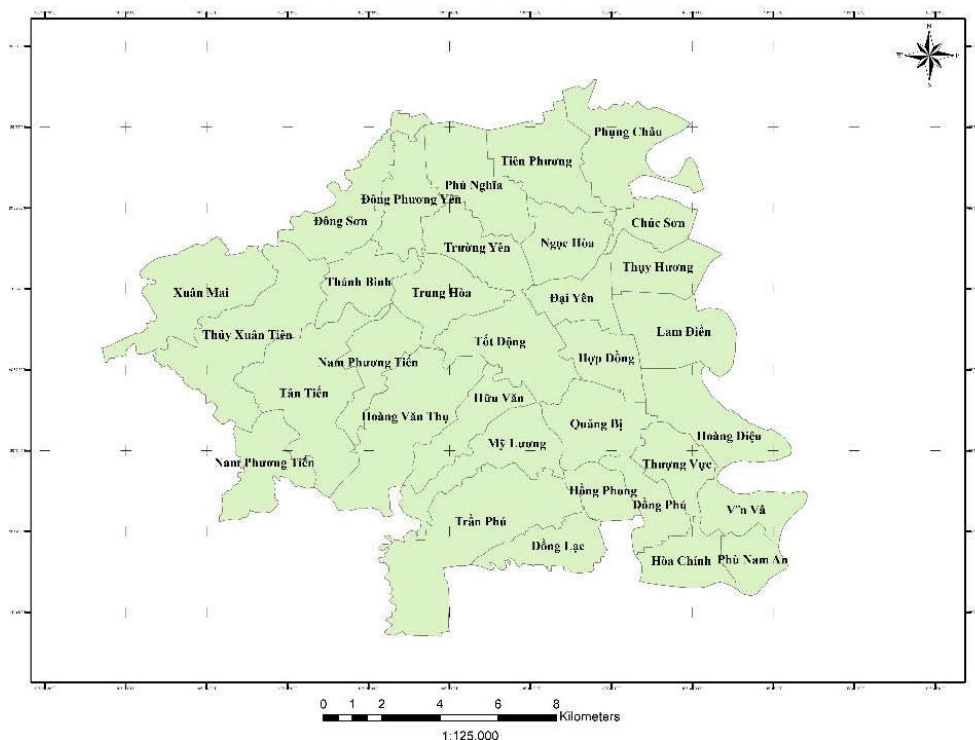 N
W
E
S
Phụng Châu
Tiên Phương
Phú Nghĩa
Đông Phương Yên
Đông Sơn
Chúc Sơn
Ngọc Hòa
Trường Yên
Thụy Hương
Thánh Bình
Trung Hòa
Xuân Mai
Đại Yên
Thủy Xuân Tiên
Lam Điền
Tốt Động
Hợp Đồng
Nam Phương Tiến
Tân Tiến
Hữu Văn
Hoàng Văn Thụ
Quảng Bị
Mỹ Lương
Hoàng Diệu
Nam Phương Tiến
Thượng Vực
Hồng Phong
Đồng Phú
V"n Vâ
Trần Phú
Đồng Lạc
Hòa Chính
Phù Nam An
0 1 2 4 6 8
Kilometers
1:125.000